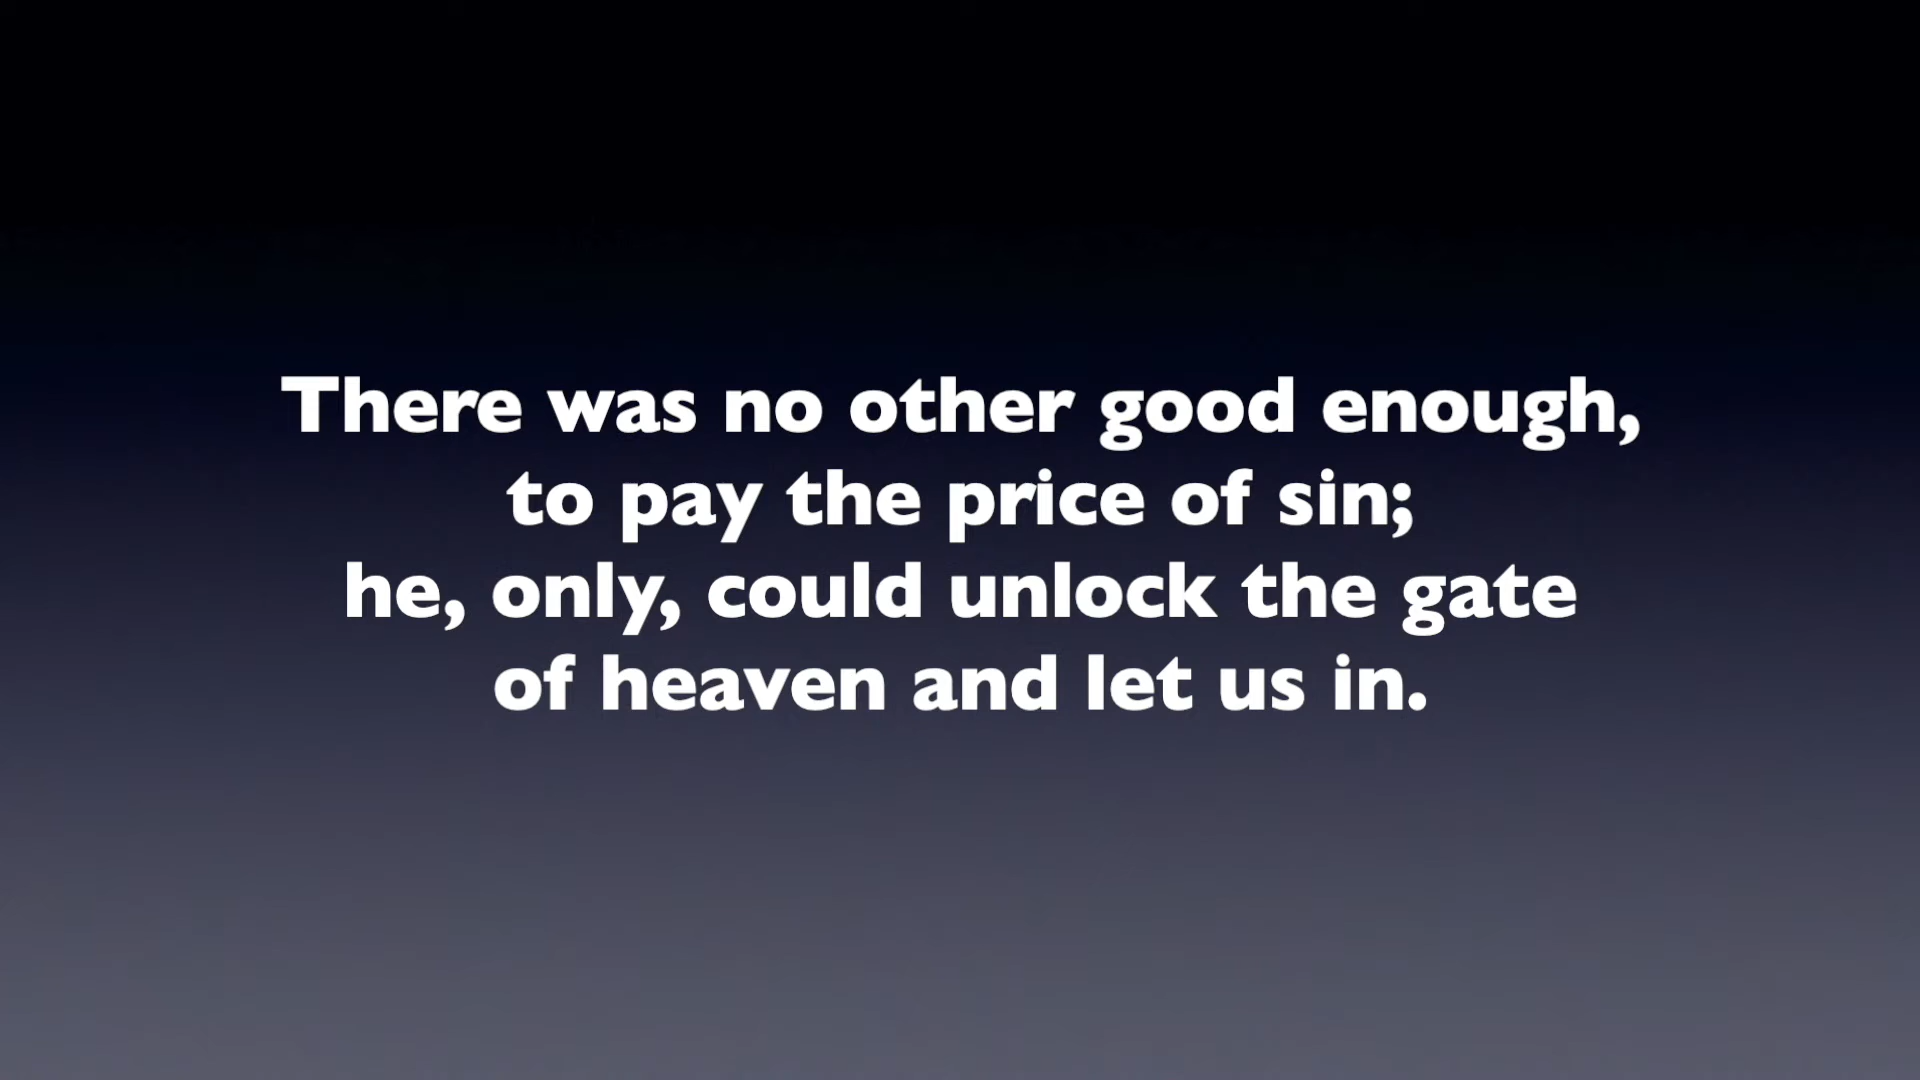 There was no other good enough,
to pay the price of sin;
he, only, could unlock the gate
of heaven and let us in.